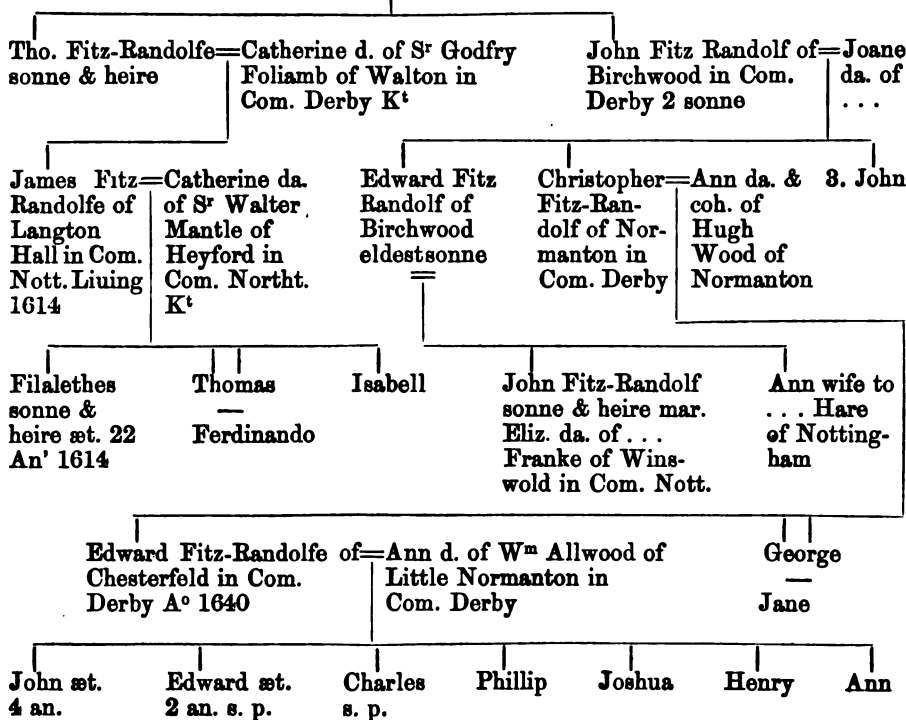 Tho. Fitz-Randolfe=Catherine d. of Sʳ Godfry
sonne & heire
Foliamb of Walton in
Com. Derby Kᵗ
John Fitz Randolf of=Joane
Birchwood in Com.
Derby 2 sonne
da. of
. . .
James Fitz=Catherine da.
Randolfe of
Langton
Hall in Com.
Nott. Liuing
1614
of Sʳ Walter
Mantle of
Heyford in
Com. Northt.
Kᵗ
Edward Fitz
Randolf of
Birchwood
eldest sonne
Christopher=Ann da. &
Fitz-Ran-
dolf of Nor-
manton in
Com. Derby
coh. of
Hugh
Wood of
Normanton
3. John
Filalethes
sonne &
heire æt. 22
An' 1614
Thomas
—
Ferdinando
Isabell
John Fitz-Randolf
sonne & heire mar.
Eliz. da. of . . .
Franke of Wins-
wold in Com. Nott.
Ann wife to
. . . Hare
of Notting-
ham
Edward Fitz-Randolfe of=Ann d. of Wᵐ Allwood of
Chesterfeld in Com.
Derby Aᵒ 1640
Little Normanton in
Com. Derby
George
—
Jane
John æt.
4 an.
Edward æt.
2 an. s. p.
Charles
s. p.
Phillip
Joshua
Henry
Ann